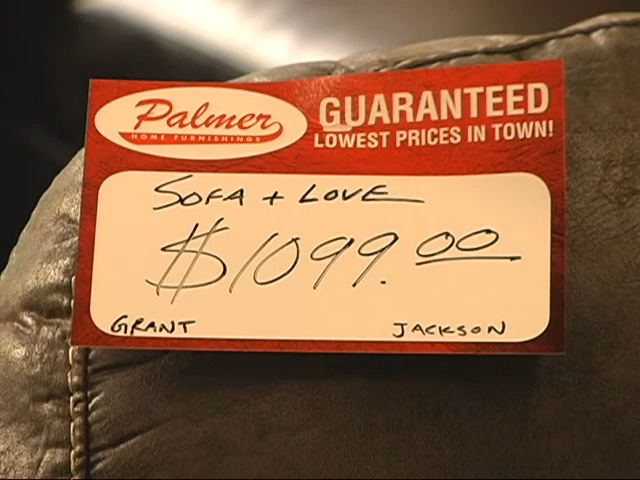 Palmer
HOME FURNISHINGS
GUARANTEED
LOWEST PRICES IN TOWN!
SOFA + LOVE
$1099.00
GRANT
JACKSON